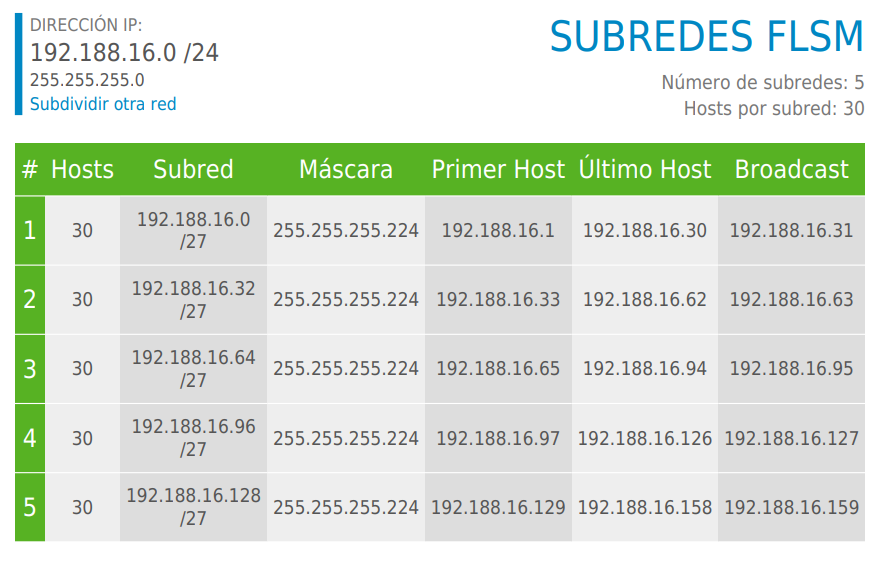 DIRECCIÓN IP:
192.188.16.0 /24
255.255.255.0
Subdividir otra red
SUBREDES FLSM
Número de subredes: 5
Hosts por subred: 30
# Hosts Subred Máscara Primer Host Último Host Broadcast
1 30 192.188.16.0 /27 255.255.255.224 192.188.16.1 192.188.16.30 192.188.16.31
2 30 192.188.16.32 /27 255.255.255.224 192.188.16.33 192.188.16.62 192.188.16.63
3 30 192.188.16.64 /27 255.255.255.224 192.188.16.65 192.188.16.94 192.188.16.95
4 30 192.188.16.96 /27 255.255.255.224 192.188.16.97 192.188.16.126 192.188.16.127
5 30 192.188.16.128 /27 255.255.255.224 192.188.16.129 192.188.16.158 192.188.16.159